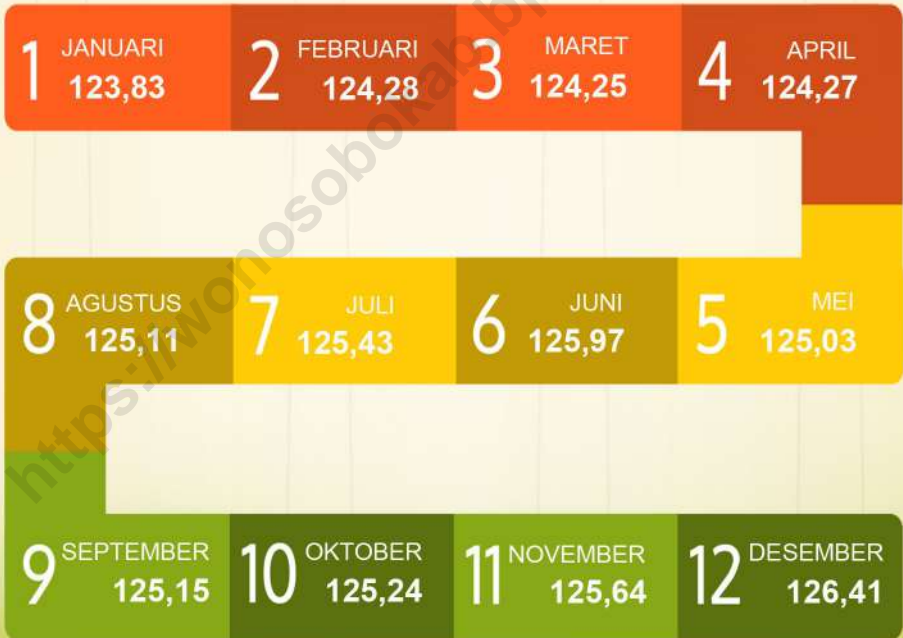 1 JANUARI
123,83
2 FEBRUARI
124,28
3 MARET
124,25
4 APRIL
124,27
8 AGUSTUS
125,11
7 JULI
125,43
6 JUNI
125,97
5 MEI
125,03
9 SEPTEMBER
125,15
10 OKTOBER
125,24
11 NOVEMBER
125,64
12 DESEMBER
126,41
https://wonosobokab.bp